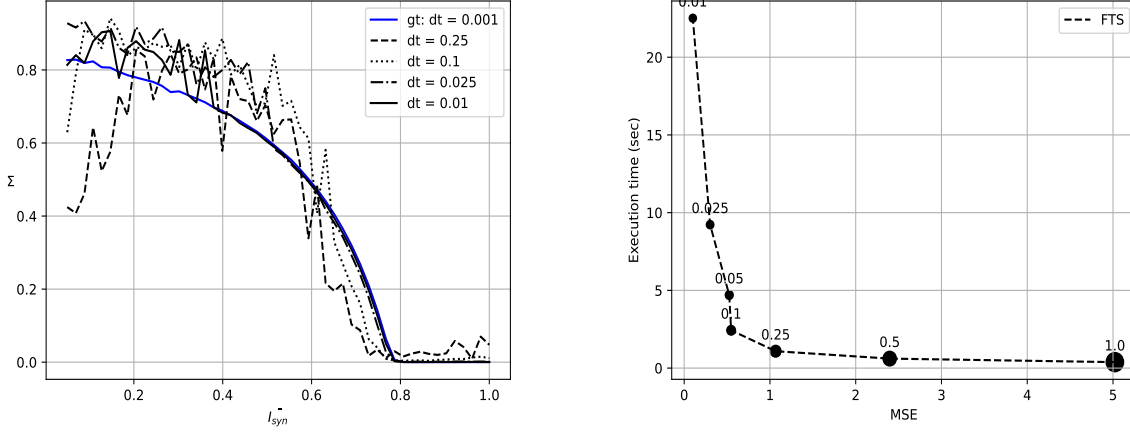 gt: dt = 0.001
dt = 0.25
dt = 0.1
dt = 0.025
dt = 0.01
0.8
0.6
0.4
0.2
0.0
Σ
0.2 0.4 0.6 0.8 1.0
I_syn
FTS
0.01
0.025
0.05
0.1
0.25
0.5
1.0
20
15
10
5
0
Execution time (sec)
0 1 2 3 4 5
MSE